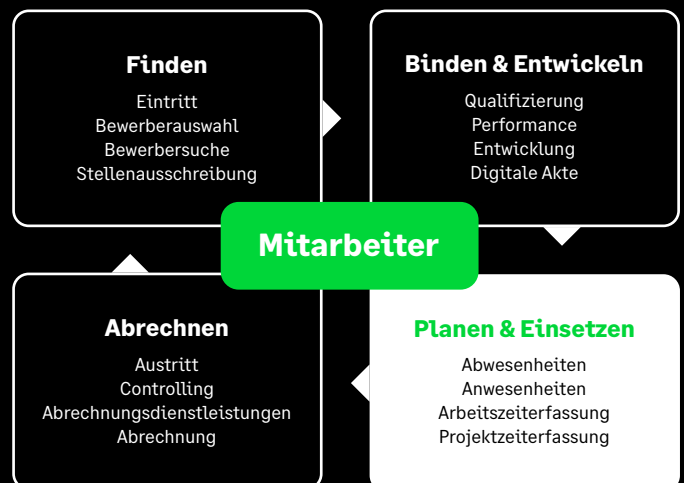 Finden
Eintritt
Bewerberauswahl
Bewerbersuche
Stellenausschreibung
Binden & Entwickeln
Qualifizierung
Performance
Entwicklung
Digitale Akte
Mitarbeiter
Abrechnen
Austritt
Controlling
Abrechnungsdienstleistungen
Abrechnung
Planen & Einsetzen
Abwesenheiten
Anwesenheiten
Arbeitszeiterfassung
Projektzeiterfassung